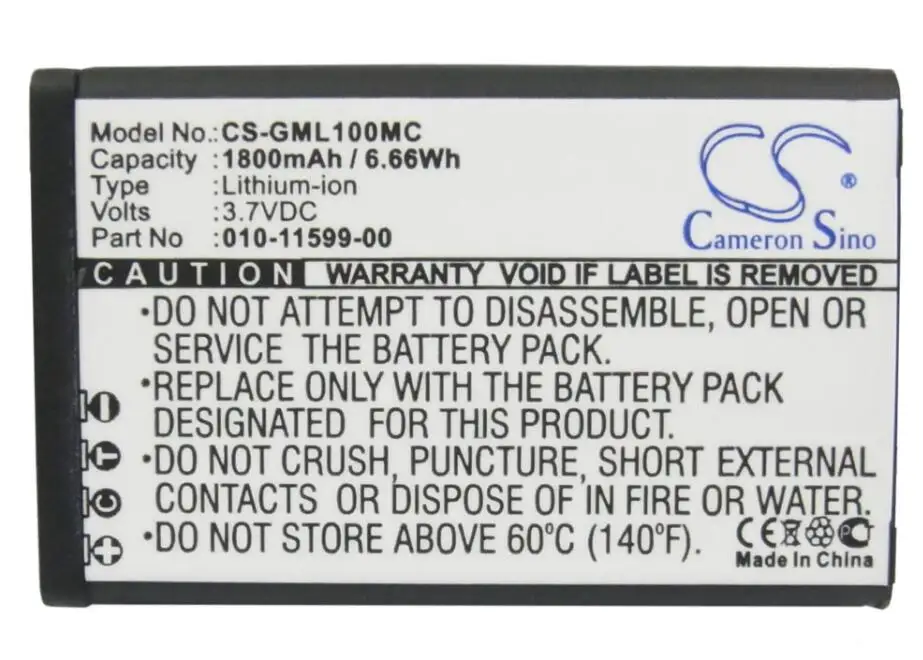 Model No.:CS-GML100MC
Capacity :1800mAh / 6.66Wh
Type :Lithium-ion
Volts :3.7VDC
Part No :010-11599-00
CS®
Cameron Sino
CAUTION WARRANTY VOID IF LABEL IS REMOVED
•DO NOT ATTEMPT TO DISASSEMBLE, OPEN OR
SERVICE THE BATTERY PACK.
•REPLACE ONLY WITH THE BATTERY PACK
DESIGNATED FOR THIS PRODUCT.
•DO NOT CRUSH, PUNCTURE, SHORT EXTERNAL
CONTACTS OR DISPOSE OF IN FIRE OR WATER.
•DO NOT STORE ABOVE 60°C (140°F).
CE
Made in China
- T C +